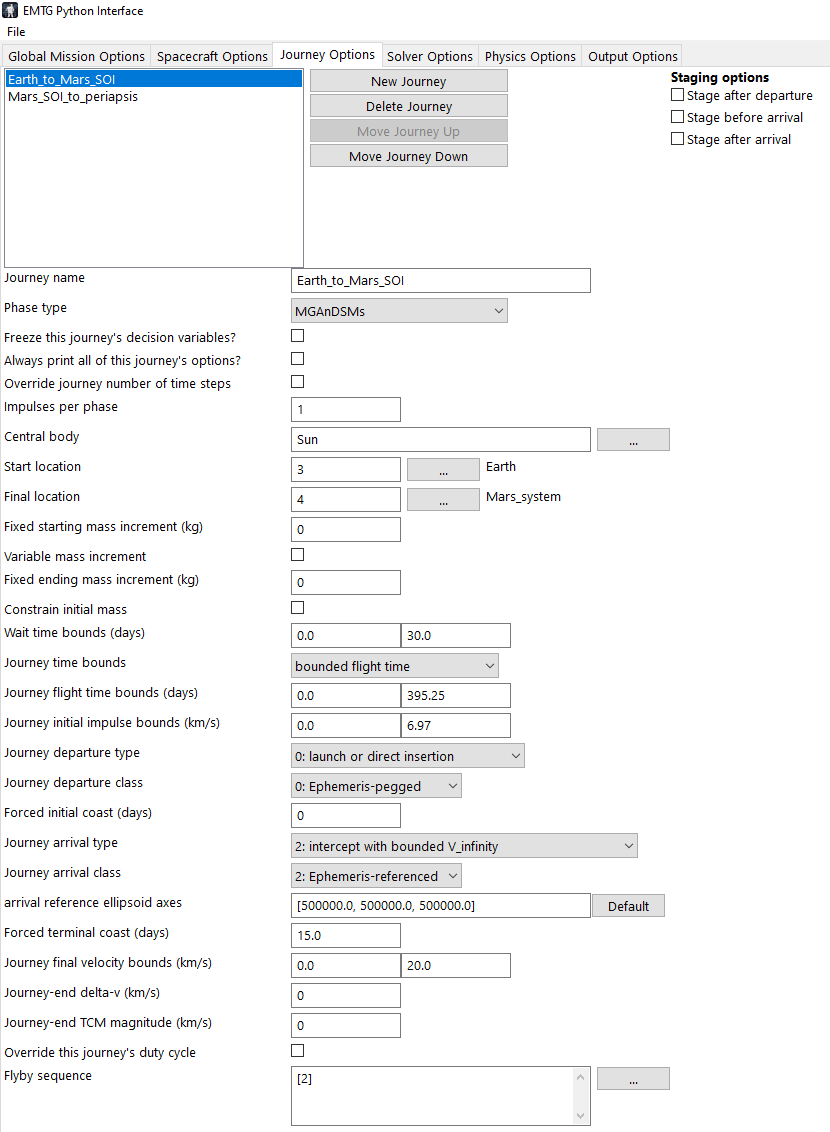 EMTG Python Interface
File
Global Mission Options Spacecraft Options Journey Options Solver Options Physics Options Output Options
Earth_to_Mars_SOI
Mars_SOI_to_periapsis
New Journey
Delete Journey
Move Journey Up
Move Journey Down
Staging options
Stage after departure
Stage before arrival
Stage after arrival
Journey name Earth_to_Mars_SOI
Phase type MGAnDSMs
Freeze this journey's decision variables?
Always print all of this journey's options?
Override journey number of time steps
Impulses per phase 1
Central body Sun ...
Start location 3 ... Earth
Final location 4 ... Mars_system
Fixed starting mass increment (kg) 0
Variable mass increment
Fixed ending mass increment (kg) 0
Constrain initial mass
Wait time bounds (days) 0.0 30.0
Journey time bounds bounded flight time
Journey flight time bounds (days) 0.0 395.25
Journey initial impulse bounds (km/s) 0.0 6.97
Journey departure type 0: launch or direct insertion
Journey departure class 0: Ephemeris-pegged
Forced initial coast (days) 0
Journey arrival type 2: intercept with bounded V_infinity
Journey arrival class 2: Ephemeris-referenced
arrival reference ellipsoid axes [500000.0, 500000.0, 500000.0] Default
Forced terminal coast (days) 15.0
Journey final velocity bounds (km/s) 0.0 20.0
Journey-end delta-v (km/s) 0
Journey-end TCM magnitude (km/s) 0
Override this journey's duty cycle
Flyby sequence [2] ...